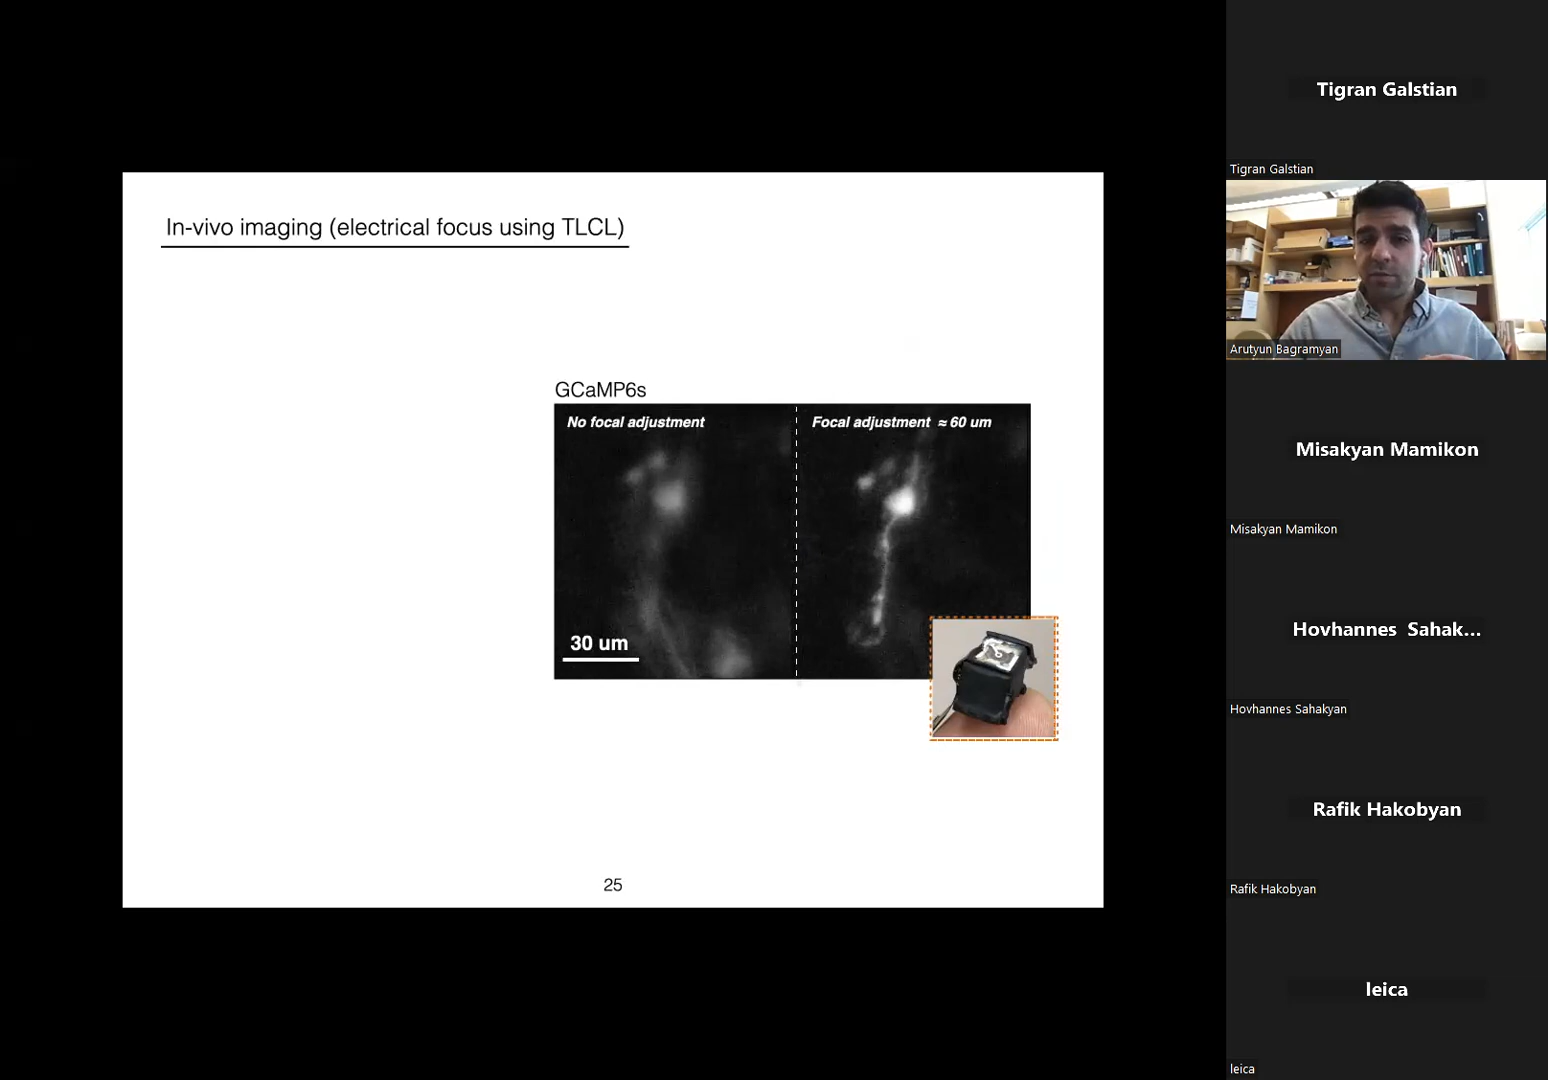 In-vivo imaging (electrical focus using TLCL)
GCaMP6s
No focal adjustment
Focal adjustment ≈ 60 um
30 um
25
Tigran Galstian
Tigran Galstian
Arutyun Bagramyan
Misakyan Mamikon
Misakyan Mamikon
Hovhannes Sahak...
Hovhannes Sahakyan
Rafik Hakobyan
Rafik Hakobyan
leica
leica